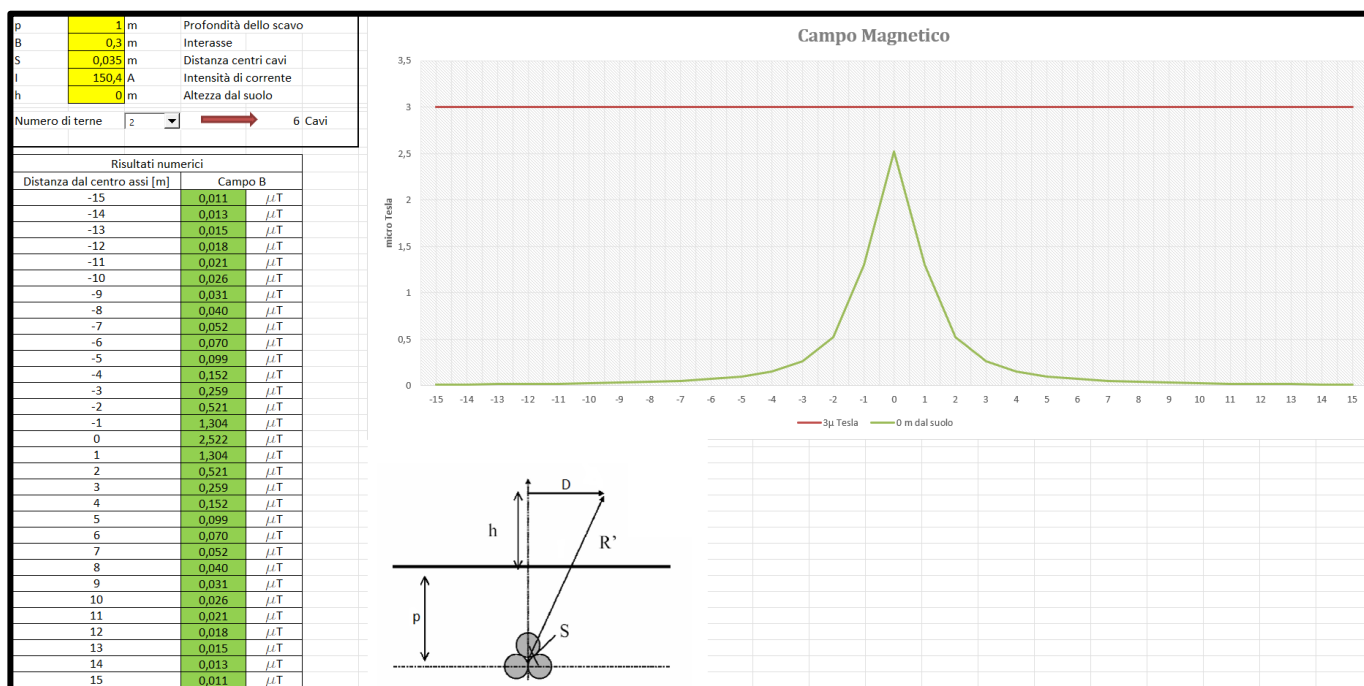 p 1 m Profondità dello scavo
B 0,3 m Interasse
S 0,035 m Distanza centri cavi
I 150,4 A Intensità di corrente
h 0 m Altezza dal suolo
Numero di terne 2 6 Cavi
Risultati numerici
Distanza dal centro assi [m] Campo B
-15 0,011 μT
-14 0,013 μT
-13 0,015 μT
-12 0,018 μT
-11 0,021 μT
-10 0,026 μT
-9 0,031 μT
-8 0,040 μT
-7 0,052 μT
-6 0,070 μT
-5 0,099 μT
-4 0,152 μT
-3 0,259 μT
-2 0,521 μT
-1 1,304 μT
0 2,522 μT
1 1,304 μT
2 0,521 μT
3 0,259 μT
4 0,152 μT
5 0,099 μT
6 0,070 μT
7 0,052 μT
8 0,040 μT
9 0,031 μT
10 0,026 μT
11 0,021 μT
12 0,018 μT
13 0,015 μT
14 0,013 μT
15 0,011 μT
Campo Magnetico
micro Tesla
3,5
3
2,5
2
1,5
1
0,5
0
-15 -14 -13 -12 -11 -10 -9 -8 -7 -6 -5 -4 -3 -2 -1 0 1 2 3 4 5 6 7 8 9 10 11 12 13 14 15
3μ Tesla 0 m dal suolo
D
h
R'
p
S